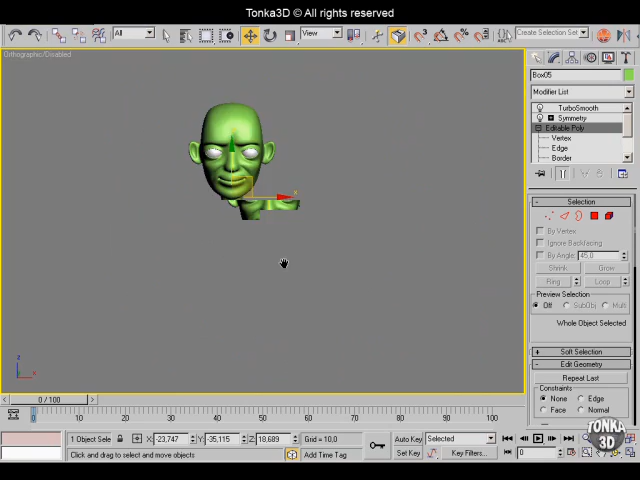 Tonka3D © All rights reserved
All
View
Create Selection Set
Orthographic/Disabled
Box05
Modifier List
TurboSmooth
Symmetry
Editable Poly
Vertex
Edge
Border
Selection
By Vertex
Ignore Backfacing
By Angle: 45,0
Shrink Grow
Ring Loop
Preview Selection
Off SubObj Multi
Whole Object Selected
Soft Selection
Edit Geometry
Repeat Last
Constraints
None Edge
Face Normal
0 / 100
0 10 20 30 40 50 60 70 80 90 100
1 Object Sele X: -23,747 Y: -35,115 Z: 18,689 Grid = 10,0 Auto Key Selected
Click and drag to select and move objects Add Time Tag Set Key Key Filters... 0
TONKA
3D